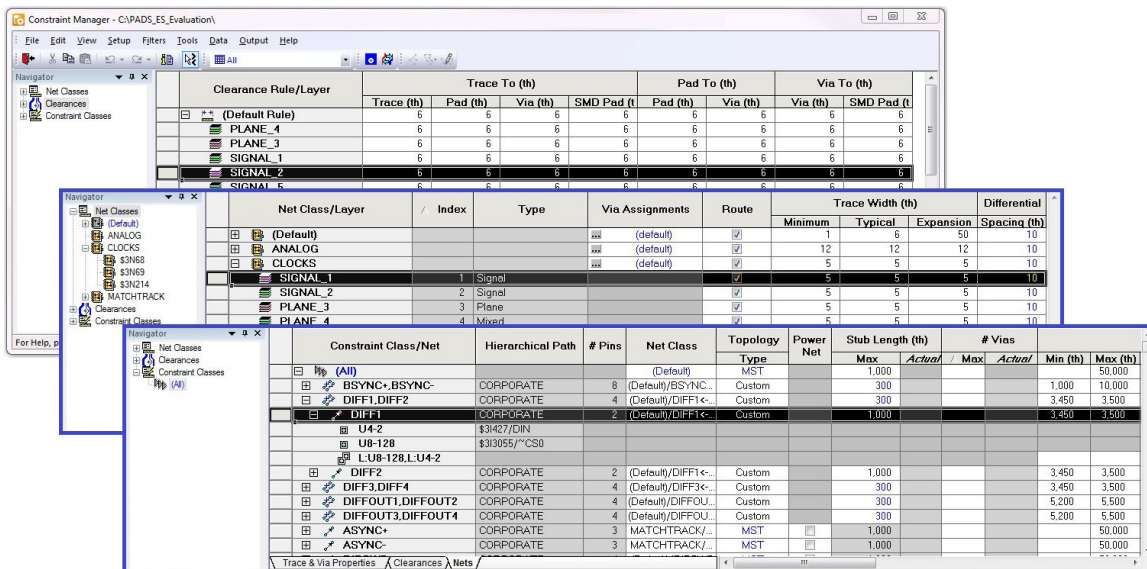 Constraint Manager - C:\PADS_ES_Evaluation\
File Edit View Setup Filters Tools Data Output Help
All
Navigator
Net Classes
Clearances
Constraint Classes
Clearance Rule/Layer Trace To (th) Pad To (th) Via To (th)
Trace (th) Pad (th) Via (th) SMD Pad (t Pad (th) Via (th) Via (th) SMD Pad (t
(Default Rule) 6 6 6 6 6 6 6 6
PLANE_4 6 6 6 6 6 6 6 6
PLANE_3 6 6 6 6 6 6 6 6
SIGNAL_1 6 6 6 6 6 6 6 6
SIGNAL_2 6 6 6 6 6 6 6 6
SIGNAL_5 6 6 6 6 6 6 6 6
For Help, p
Navigator
Net Classes
(Default)
ANALOG
CLOCKS
$3N68
$3N69
$3N214
MATCHTRACK
Clearances
Constraint Classes
Net Class/Layer Index Type Via Assignments Route Trace Width (th) Differential
Minimum Typical Expansion Spacing (th)
(Default) (default) 1 6 50 10
ANALOG (default) 12 12 12 10
CLOCKS (default) 5 5 5 10
SIGNAL_1 1 Signal 5 5 5 10
SIGNAL_2 2 Signal 5 5 5 10
PLANE_3 3 Plane 5 5 5 10
PLANE_4 4 Mixed 5 5 5 10
Navigator
Net Classes
Clearances
Constraint Classes
(All)
Constraint Class/Net Hierarchical Path # Pins Net Class Topology Power Net Stub Length (th) # Vias
Type Max Actual Max Actual Min (th) Max (th)
(All) (Default) MST 1,000 50,000
BSYNC+,BSYNC- CORPORATE 8 (Default)/BSYNC... Custom 300 1,000 10,000
DIFF1,DIFF2 CORPORATE 4 (Default)/DIFF1<-... Custom 300 3,450 3,500
DIFF1 CORPORATE 2 (Default)/DIFF1<-... Custom 1,000 3,450 3,500
U4-2 $3I427/DIN
U8-128 $3I3055/~CS0
L:U8-128,L:U4-2
DIFF2 CORPORATE 2 (Default)/DIFF1<-... Custom 1,000 3,450 3,500
DIFF3,DIFF4 CORPORATE 4 (Default)/DIFF3<-... Custom 300 3,450 3,500
DIFFOUT1,DIFFOUT2 CORPORATE 4 (Default)/DIFFOU... Custom 300 5,200 5,500
DIFFOUT3,DIFFOUT4 CORPORATE 4 (Default)/DIFFOU... Custom 300 5,200 5,500
ASYNC+ CORPORATE 3 MATCHTRACK/... MST 1,000 50,000
ASYNC- CORPORATE 3 MATCHTRACK/... MST 1,000 50,000
Trace & Via Properties Clearances Nets